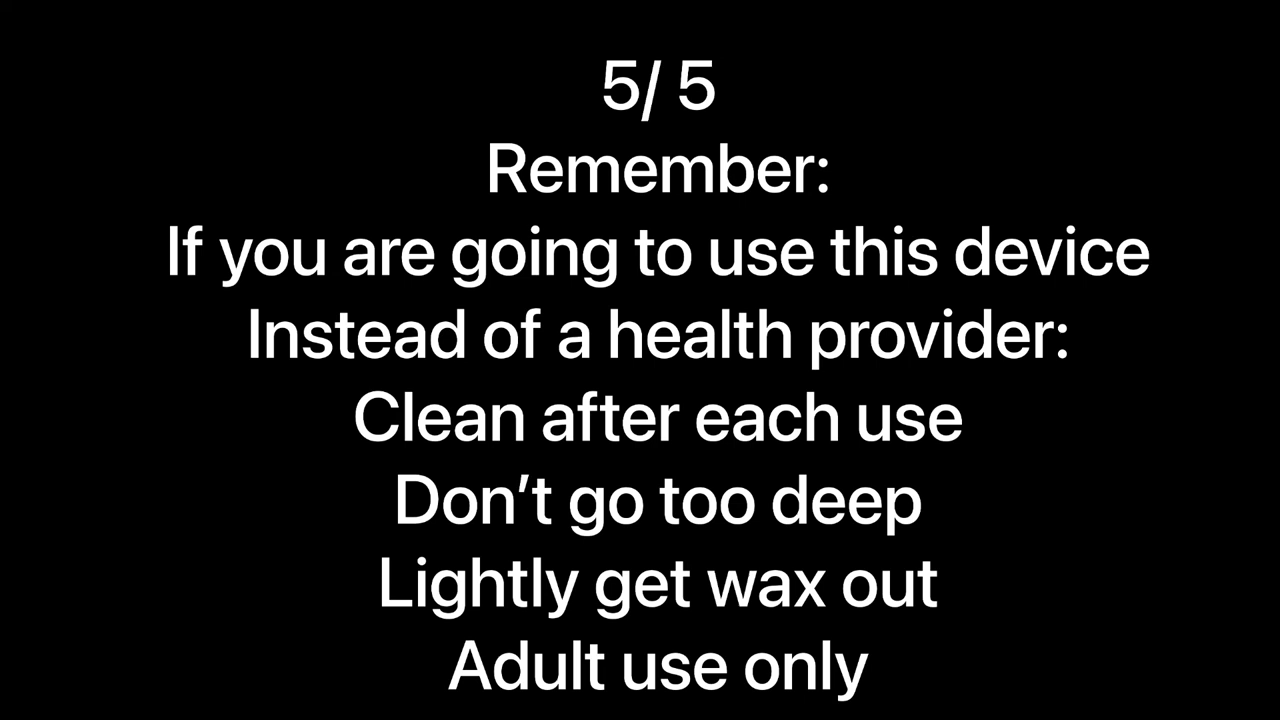 5/ 5
Remember:
If you are going to use this device
Instead of a health provider:
Clean after each use
Don’t go too deep
Lightly get wax out
Adult use only